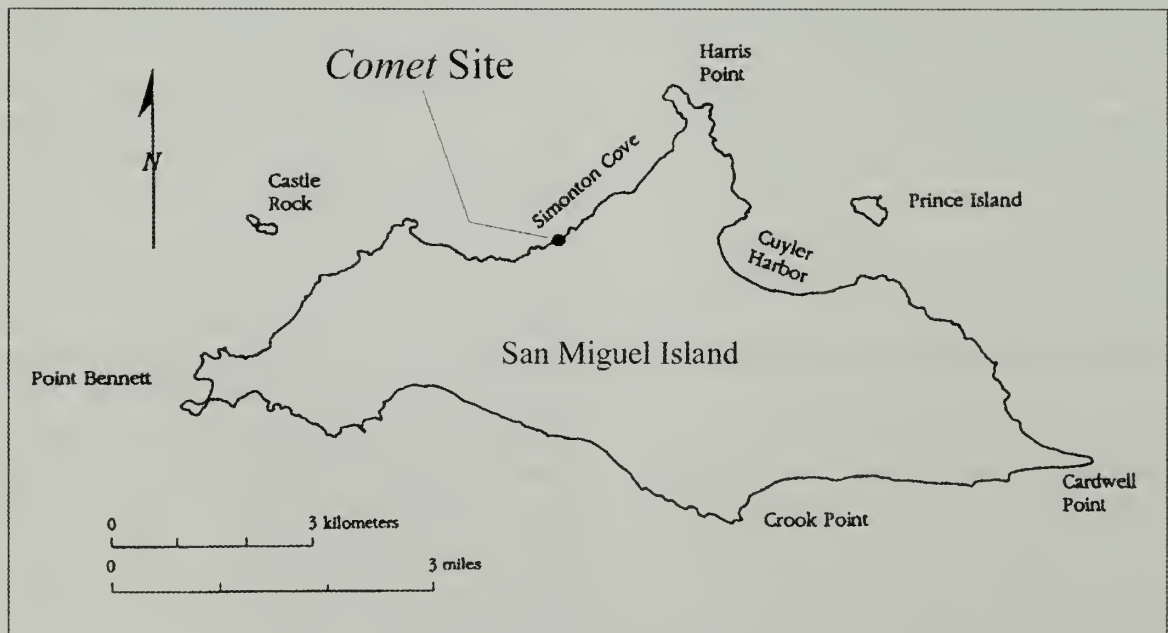 Comet Site
Harris
Point
N
Castle
Rock
Simonton Cove
Prince Island
Cuyler
Harbor
San Miguel Island
Point Bennett
Cardwell
Point
Crook Point
0 3 kilometers
0 3 miles